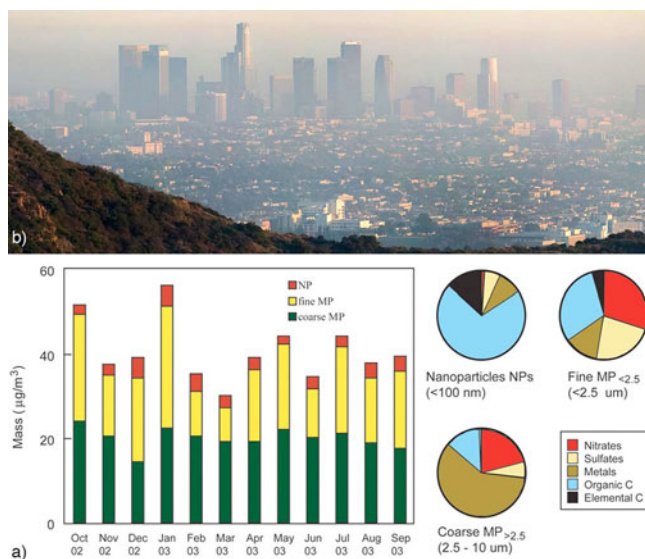 b)
60
40
20
0
Mass (µg/m³)
NP
fine MP
coarse MP
Oct Nov Dec Jan Feb Mar Apr May Jun Jul Aug Sep
02 02 02 03 03 03 03 03 03 03 03 03
a)
Nanoparticles NPs
(<100 nm)
Fine MP<2.5
(<2.5 um)
Coarse MP>2.5
(2.5 - 10 um)
Nitrates
Sulfates
Metals
Organic C
Elemental C